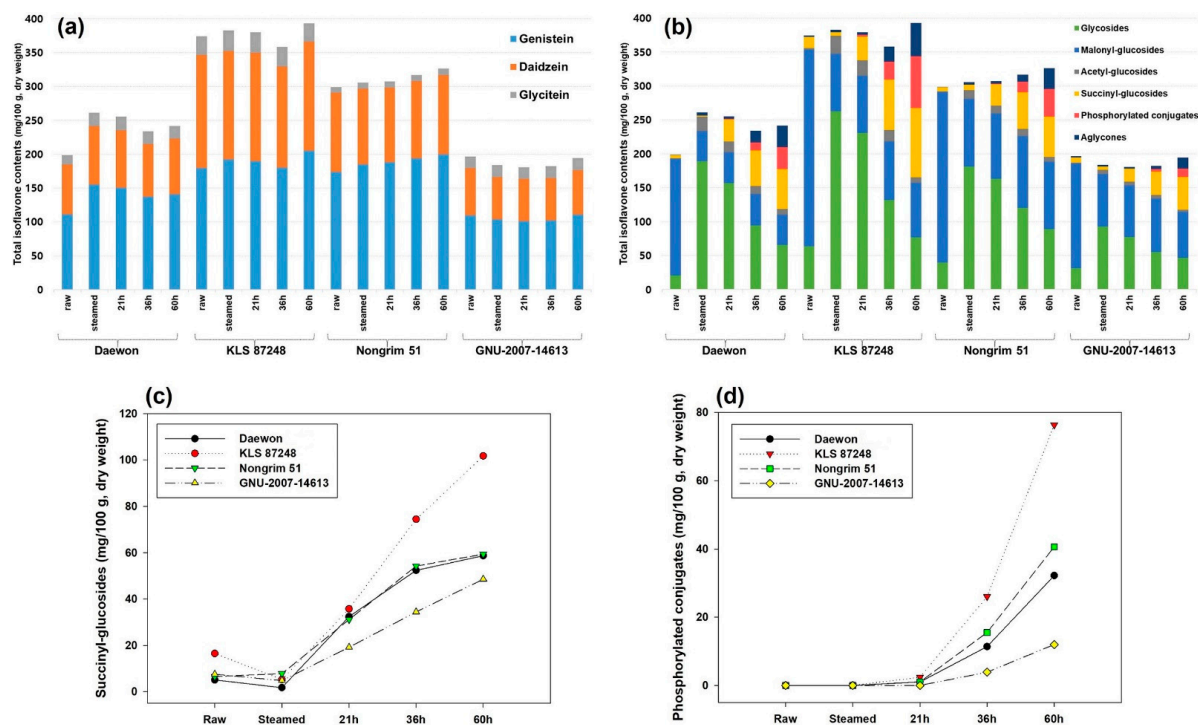 (a)
Total isoflavone contents (mg/100 g, dry weight)
400
350
300
250
200
150
100
50
0
Genistein
Daidzein
Glycitein
raw
steamed
21h
36h
60h
raw
steamed
21h
36h
60h
raw
steamed
21h
36h
60h
raw
steamed
21h
36h
60h
Daewon
KLS 87248
Nongrim 51
GNU-2007-14613
(b)
Total isoflavone contents (mg/100 g, dry weight)
400
350
300
250
200
150
100
50
0
Glycosides
Malonyl-glucosides
Acetyl-glucosides
Succinyl-glucosides
Phosphorylated conjugates
Aglycones
raw
steamed
21h
36h
60h
raw
steamed
21h
36h
60h
raw
steamed
21h
36h
60h
raw
steamed
21h
36h
60h
Daewon
KLS 87248
Nongrim 51
GNU-2007-14613
(c)
Succinyl-glucosides (mg/100 g, dry weight)
120
100
80
60
40
20
0
Daewon
KLS 87248
Nongrim 51
GNU-2007-14613
Raw
Steamed
21h
36h
60h
(d)
Phosphorylated conjugates (mg/100 g, dry weight)
80
60
40
20
0
Daewon
KLS 87248
Nongrim 51
GNU-2007-14613
Raw
Steamed
21h
36h
60h